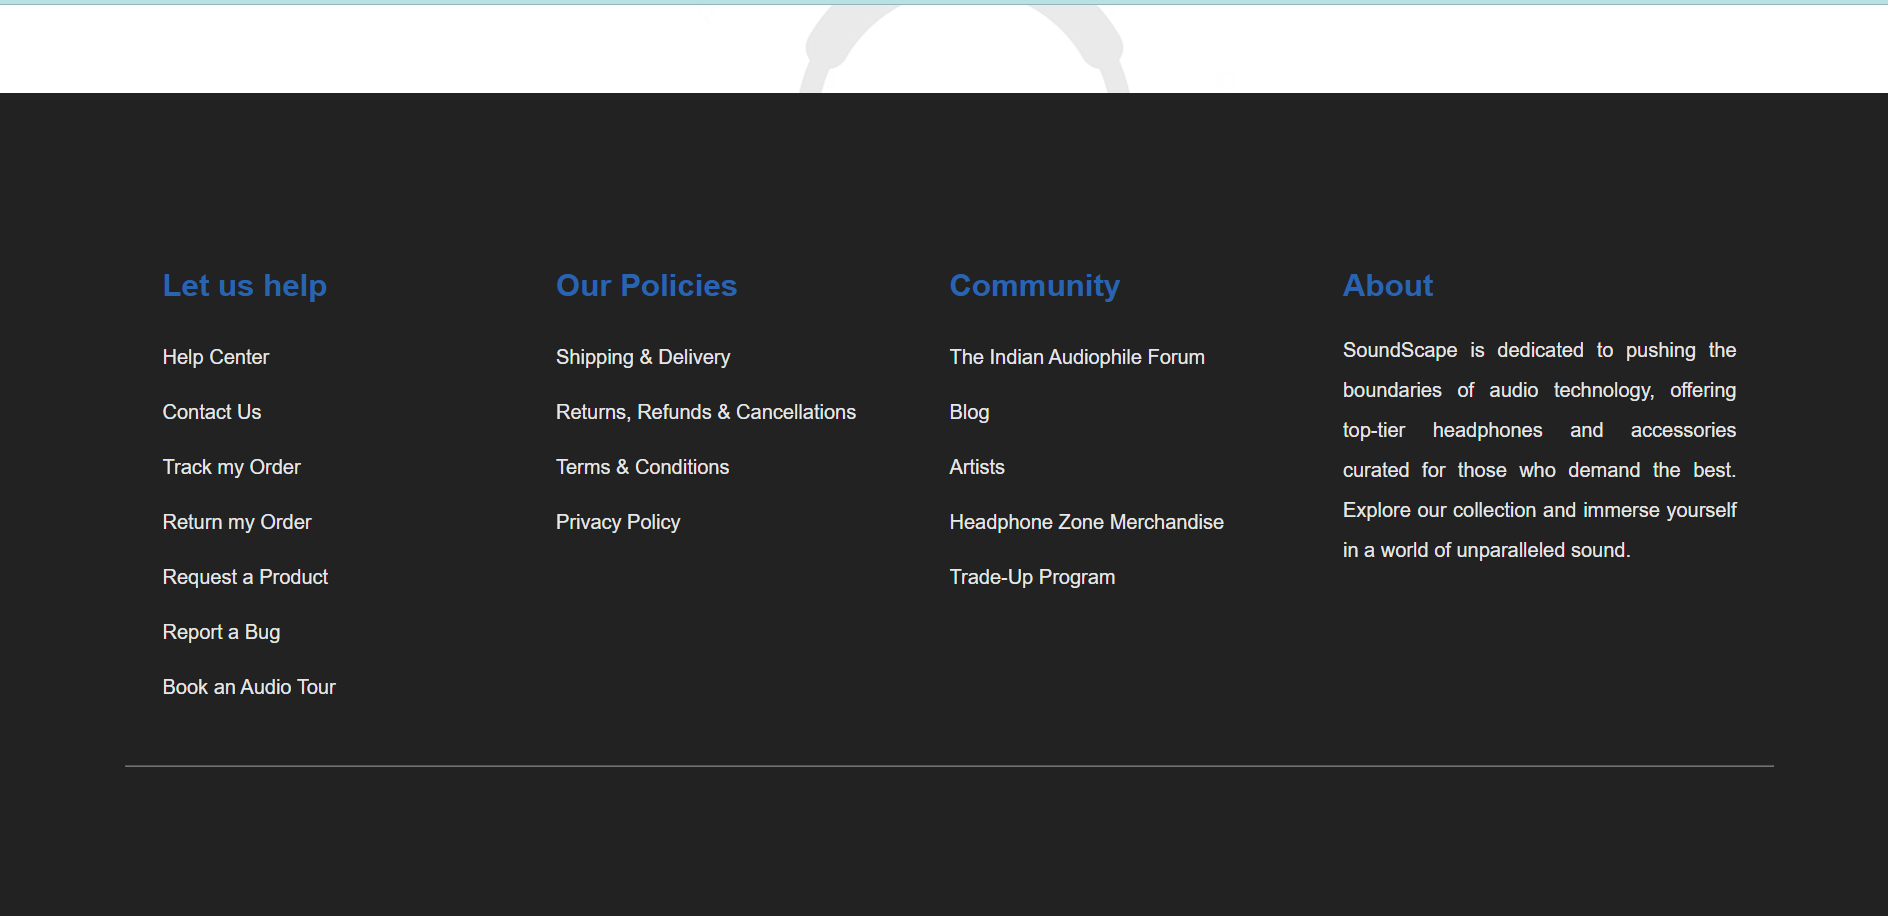 Let us help
Help Center
Contact Us
Track my Order
Return my Order
Request a Product
Report a Bug
Book an Audio Tour
Our Policies
Shipping & Delivery
Returns, Refunds & Cancellations
Terms & Conditions
Privacy Policy
Community
The Indian Audiophile Forum
Blog
Artists
Headphone Zone Merchandise
Trade-Up Program
About
SoundScape is dedicated to pushing the
boundaries of audio technology, offering
top-tier headphones and accessories
curated for those who demand the best.
Explore our collection and immerse yourself
in a world of unparalleled sound.